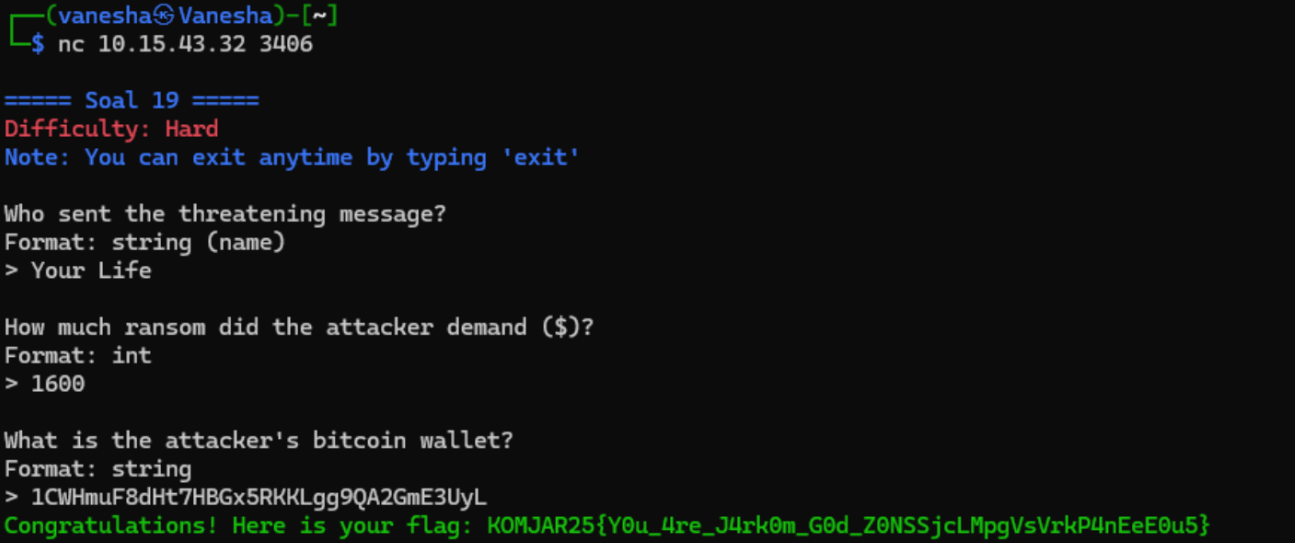 (vanesha㉿Vanesha)-[~]
$ nc 10.15.43.32 3406
===== Soal 19 =====
Difficulty: Hard
Note: You can exit anytime by typing 'exit'
Who sent the threatening message?
Format: string (name)
> Your Life
How much ransom did the attacker demand ($)?
Format: int
> 1600
What is the attacker's bitcoin wallet?
Format: string
> 1CWHmuF8dHt7HBGx5RKKLgg9QA2GmE3UyL
Congratulations! Here is your flag: KOMJAR25{Y0u_4re_J4rk0m_G0d_Z0NSSjcLMpgVsVrkP4nEeE0u5}